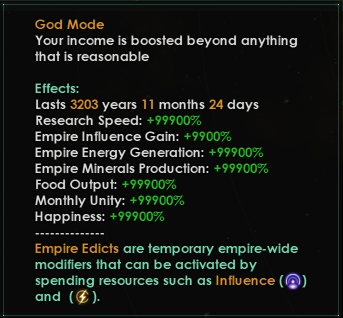 God Mode
Your income is boosted beyond anything
that is reasonable
Effects:
Lasts 3203 years 11 months 24 days
Research Speed: +99900%
Empire Influence Gain: +9900%
Empire Energy Generation: +99900%
Empire Minerals Production: +99900%
Food Output: +99900%
Monthly Unity: +99900%
Happiness: +99900%
--------------
Empire Edicts are temporary empire-wide
modifiers that can be activated by
spending resources such as Influence ( )
and ( ).